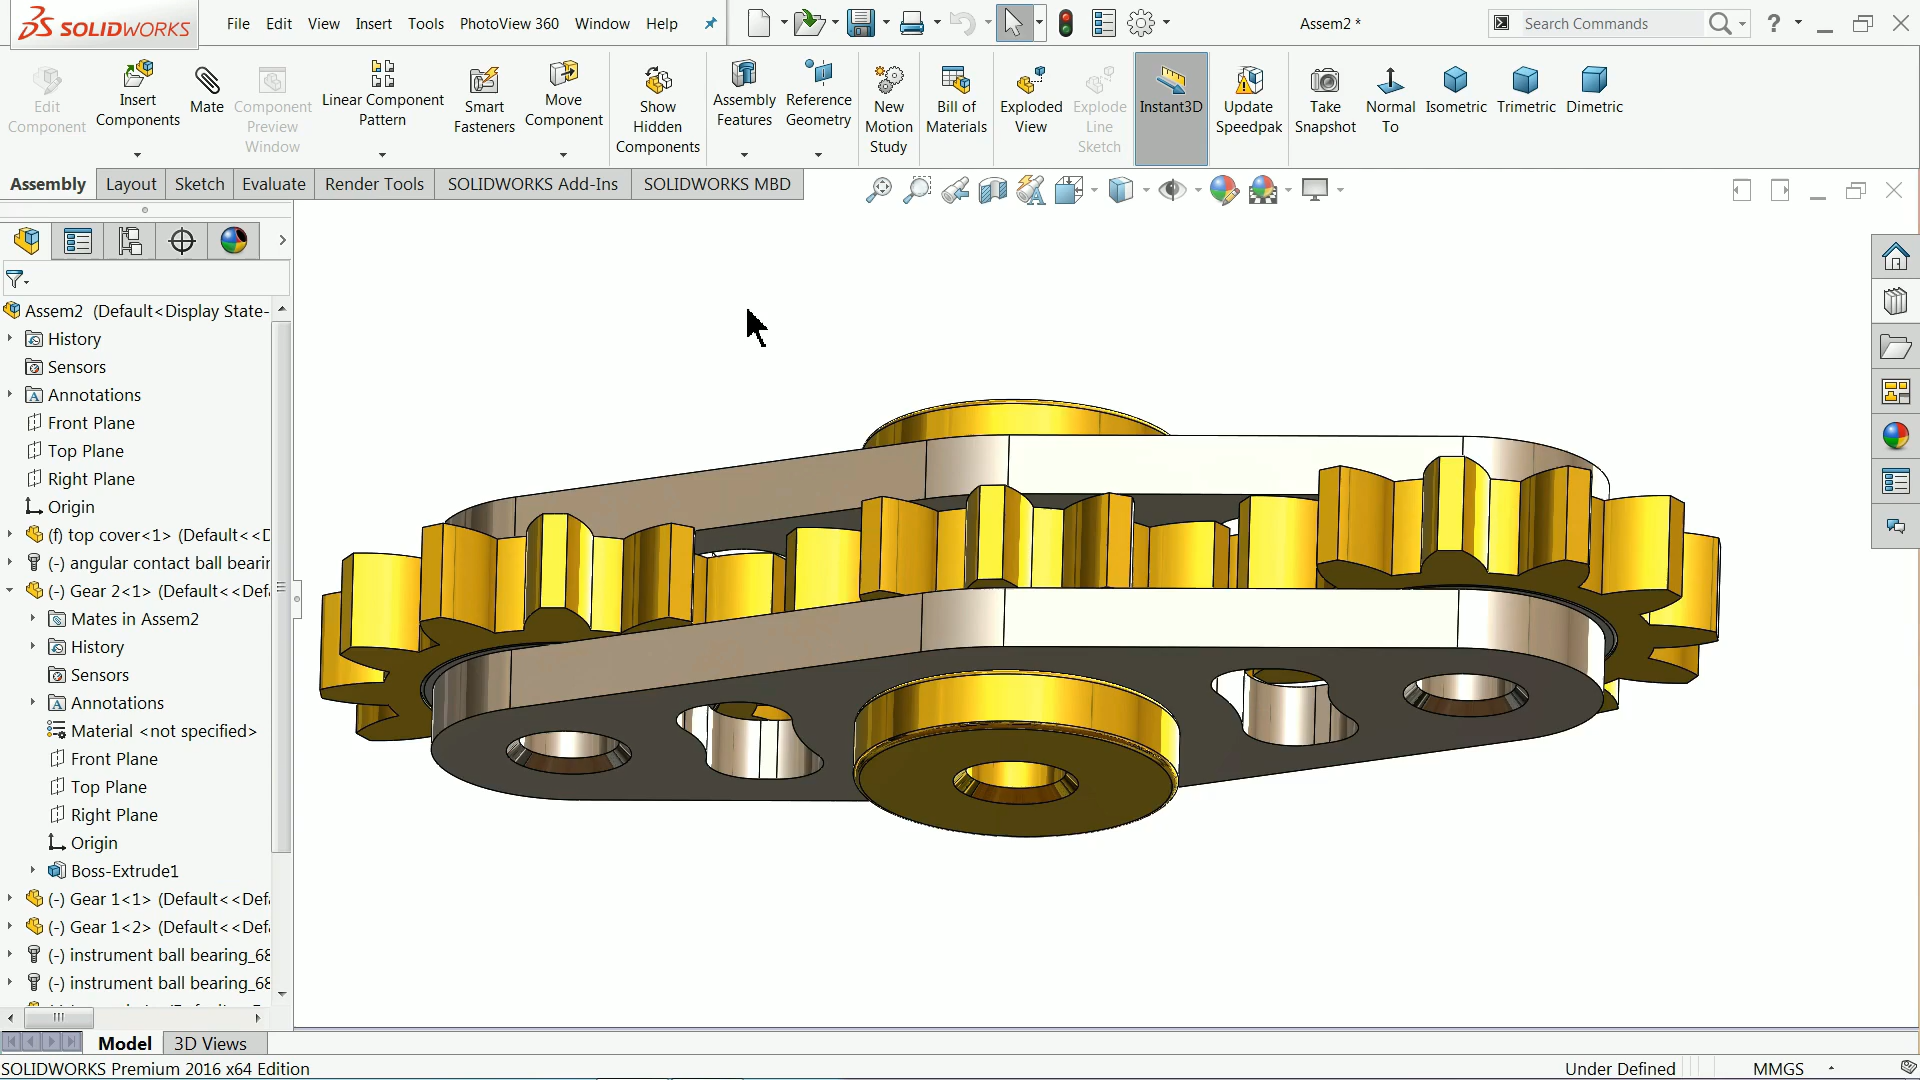 SOLIDWORKS File Edit View Insert Tools PhotoView 360 Window Help Assem2 * Search Commands ?
Edit Component
Insert Components
Mate
Component Preview Window
Linear Component Pattern
Smart Fasteners
Move Component
Show Hidden Components
Assembly Features
Reference Geometry
New Motion Study
Bill of Materials
Exploded View
Explode Line Sketch
Instant3D
Update Speedpak
Take Snapshot
Normal To
Isometric
Trimetric
Dimetric
Assembly Layout Sketch Evaluate Render Tools SOLIDWORKS Add-Ins SOLIDWORKS MBD
Assem2 (Default<Display State-
History
Sensors
Annotations
Front Plane
Top Plane
Right Plane
Origin
(f) top cover<1> (Default<<D
(-) angular contact ball bearin
(-) Gear 2<1> (Default<<Def
Mates in Assem2
History
Sensors
Annotations
Material <not specified>
Front Plane
Top Plane
Right Plane
Origin
Boss-Extrude1
(-) Gear 1<1> (Default<<Def
(-) Gear 1<2> (Default<<Def
(-) instrument ball bearing_68
(-) instrument ball bearing_68
Model 3D Views
SOLIDWORKS Premium 2016 x64 Edition Under Defined MMGS